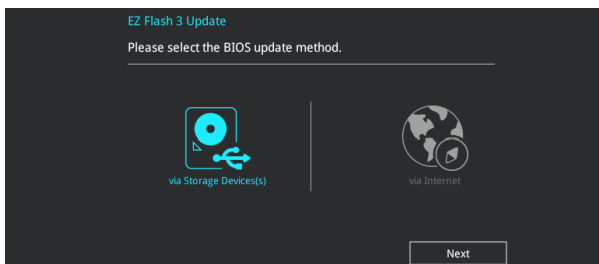 EZ Flash 3 Update
Please select the BIOS update method.
via Storage Devices(s)
via Internet
Next